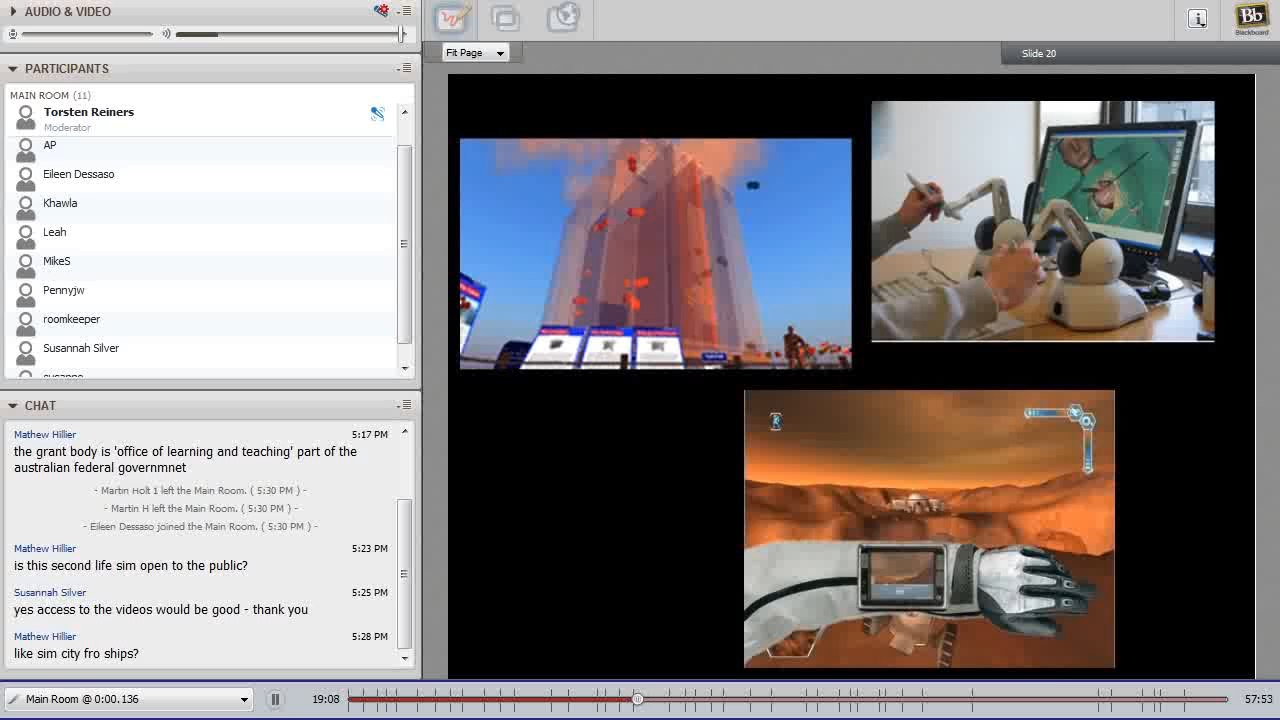 AUDIO & VIDEO
PARTICIPANTS
MAIN ROOM (11)
Torsten Reiners
Moderator
AP
Eileen Dessaso
Khawla
Leah
MikeS
Pennyjw
roomkeeper
Susannah Silver
susanne
CHAT
Mathew Hillier 5:17 PM
the grant body is 'office of learning and teaching' part of the
australian federal governmnet
- Martin Holt 1 left the Main Room. ( 5:30 PM ) -
- Martin H left the Main Room. ( 5:30 PM ) -
- Eileen Dessaso joined the Main Room. ( 5:30 PM ) -
Mathew Hillier 5:23 PM
is this second life sim open to the public?
Susannah Silver 5:25 PM
yes access to the videos would be good - thank you
Mathew Hillier 5:28 PM
like sim city fro ships?
Fit Page
Slide 20
Bb
Blackboard
Main Room @ 0:00.136
19:08
57:53